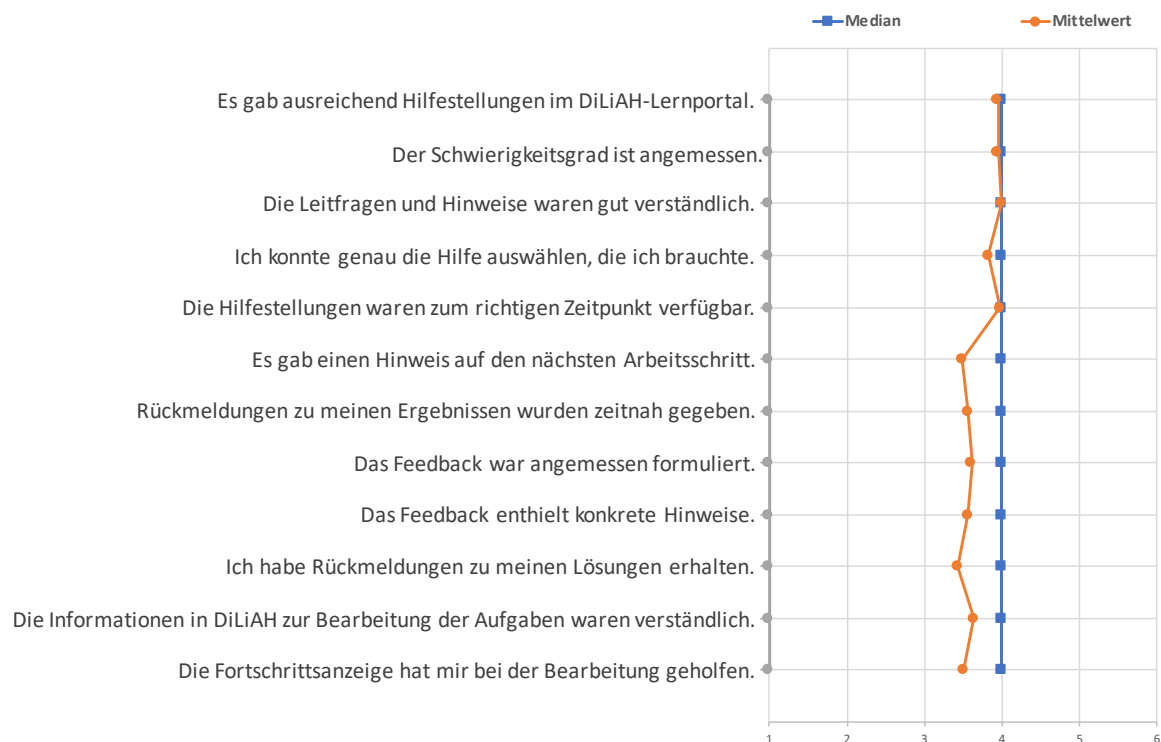 Median Mittelwert
Es gab ausreichend Hilfestellungen im DiLiAH-Lernportal.
Der Schwierigkeitsgrad ist angemessen.
Die Leitfragen und Hinweise waren gut verständlich.
Ich konnte genau die Hilfe auswählen, die ich brauchte.
Die Hilfestellungen waren zum richtigen Zeitpunkt verfügbar.
Es gab einen Hinweis auf den nächsten Arbeitsschritt.
Rückmeldungen zu meinen Ergebnissen wurden zeitnah gegeben.
Das Feedback war angemessen formuliert.
Das Feedback enthielt konkrete Hinweise.
Ich habe Rückmeldungen zu meinen Lösungen erhalten.
Die Informationen in DiLiAH zur Bearbeitung der Aufgaben waren verständlich.
Die Fortschrittsanzeige hat mir bei der Bearbeitung geholfen.
1 2 3 4 5 6